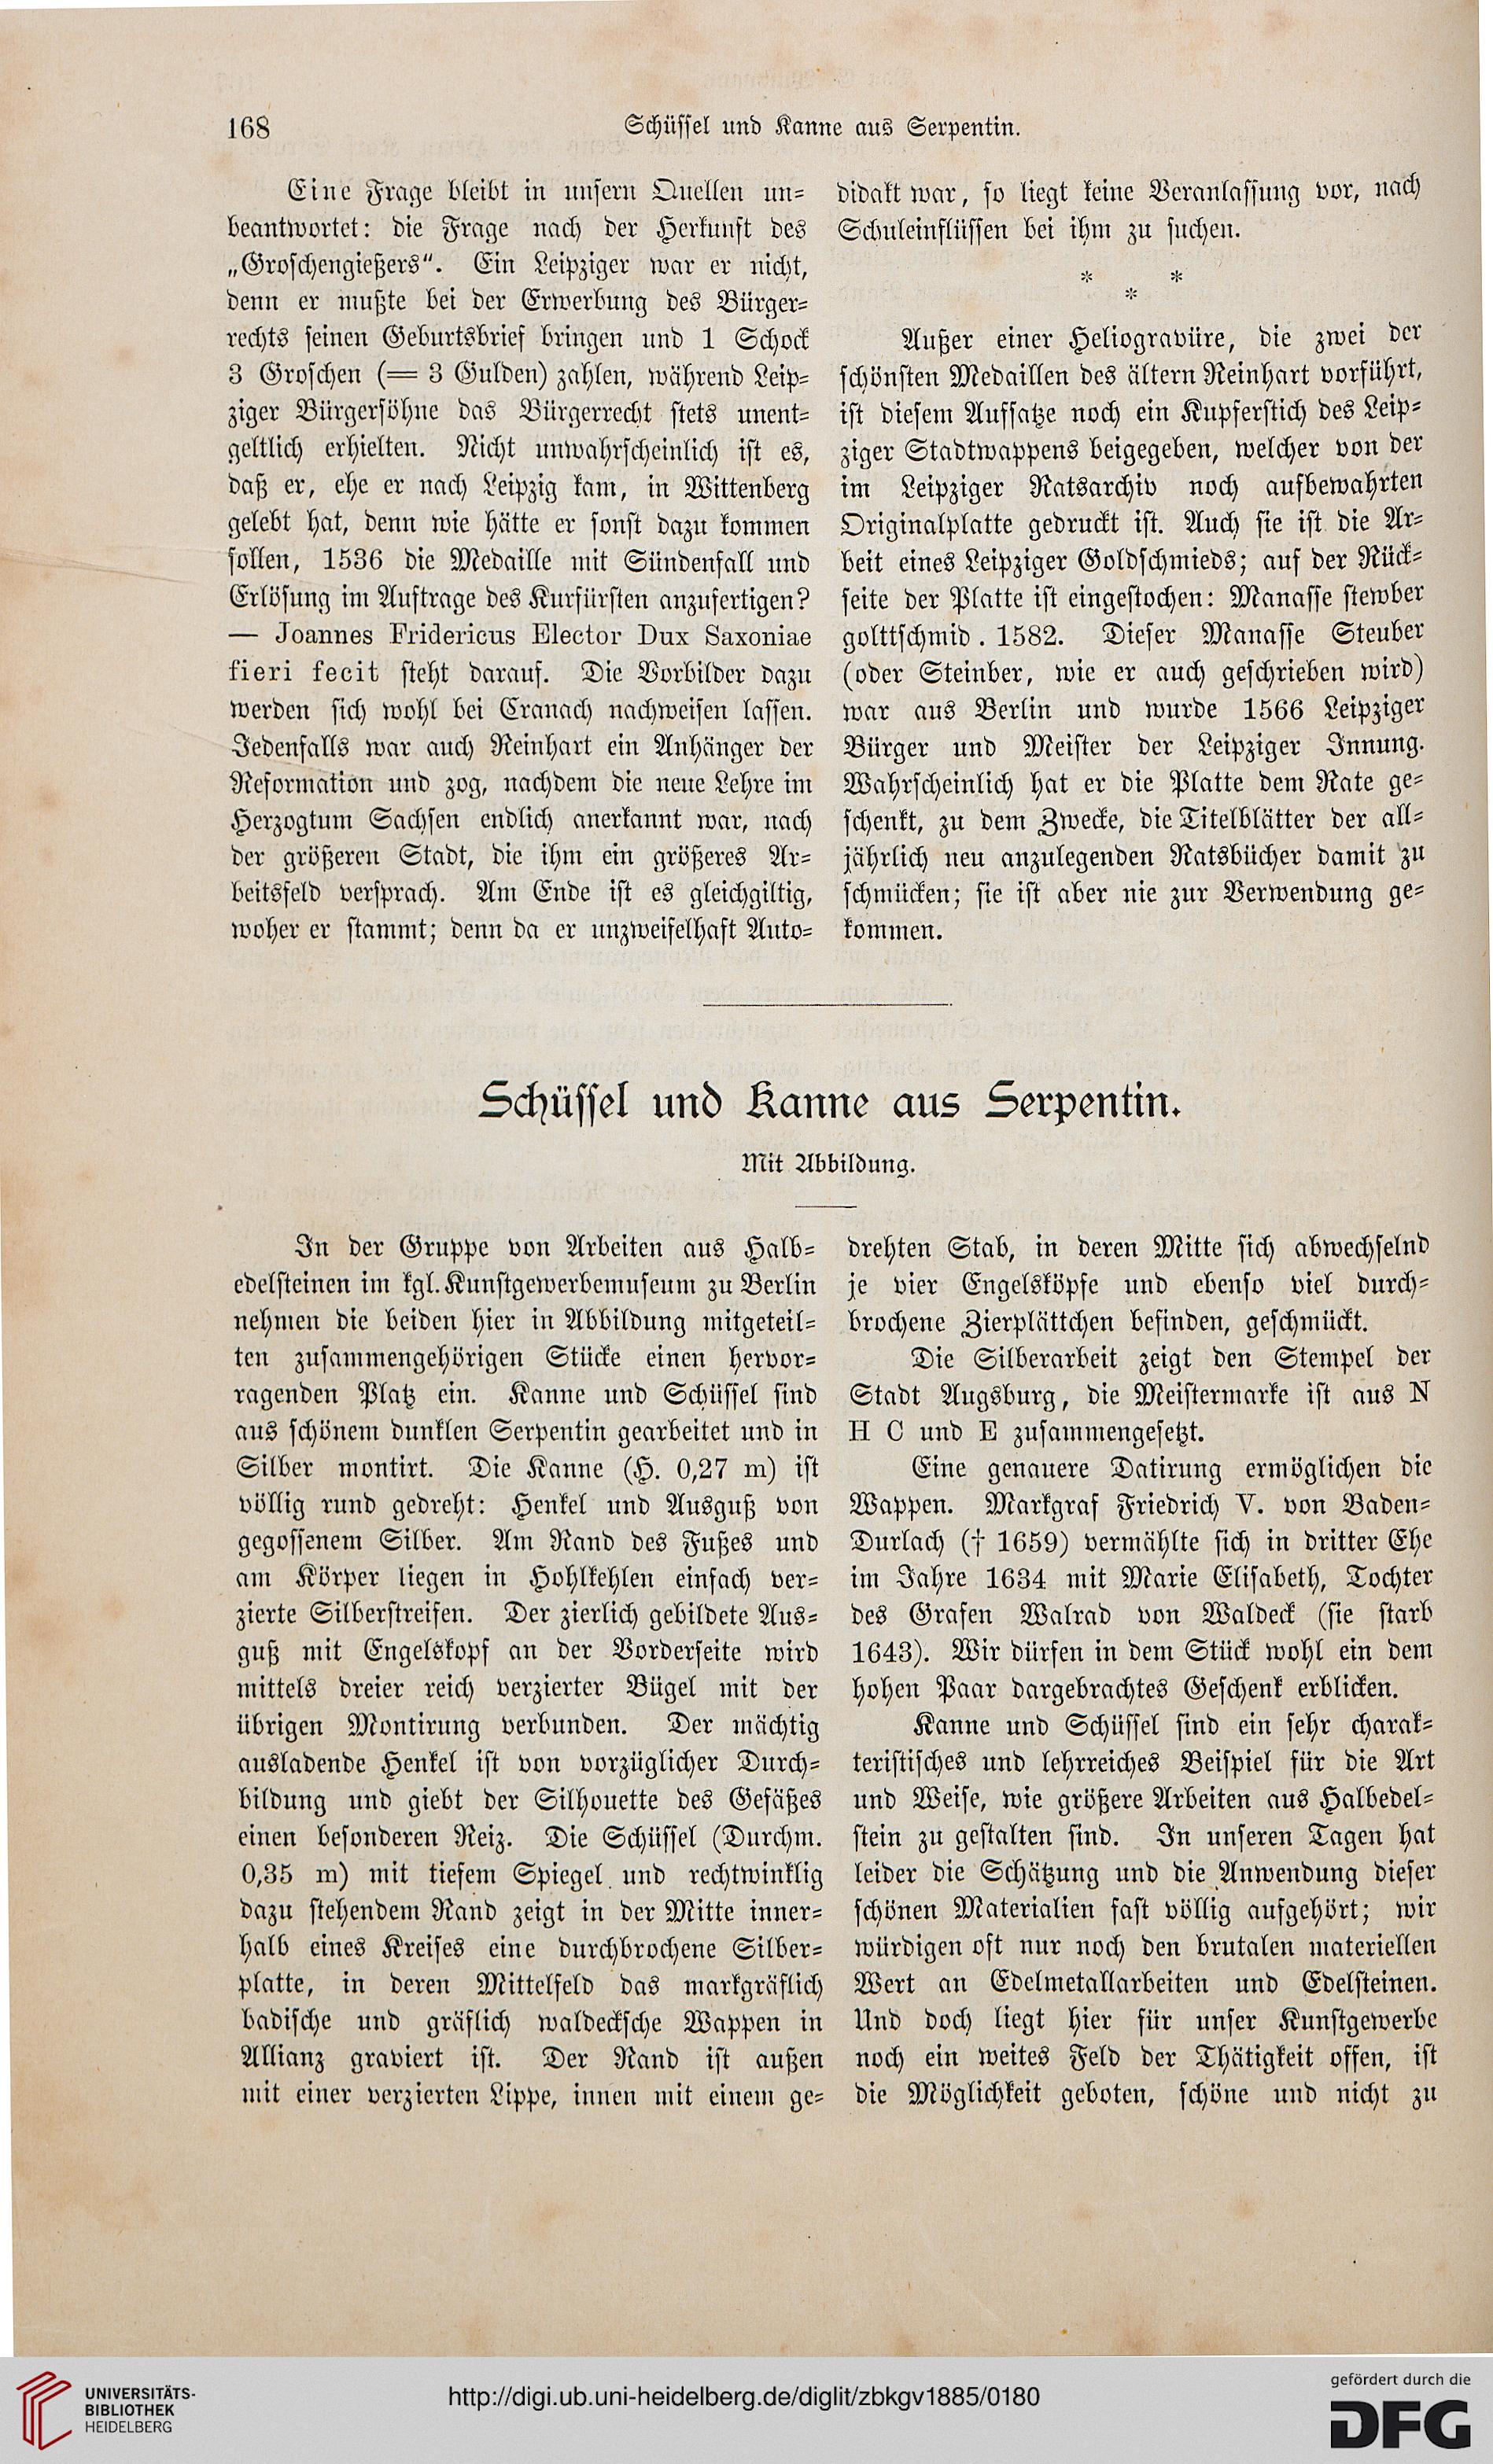 168
Schüssel und Kanne aus Serpentin.
Eine Frage bleibt in unsern Quellen un-
beantwortet: die Frage nach der Herkunft des
„Groschengießers“. Ein Leipziger war er nicht,
denn er mußte bei der Erwerbung des Bürger-
rechts seinen Geburtsbrief bringen und 1 Schock
3 Groschen (= 3 Gulden) zahlen, während Leip-
ziger Bürgersöhne das Bürgerrecht stets unent-
geltlich erhielten. Nicht unwahrscheinlich ist es,
daß er, ehe er nach Leipzig kam, in Wittenberg
gelebt hat, denn wie hätte er sonst dazu kommen
sollen, 1536 die Medaille mit Sündenfall und
Erlösung im Auftrage des Kurfürsten anzufertigen?
— Joannes Fridericus Elector Dux Saxoniae
fieri fecit steht darauf. Die Vorbilder dazu
werden sich wohl bei Cranach nachweisen lassen.
Jedenfalls war auch Reinhart ein Anhänger der
Reformation und zog, nachdem die neue Lehre im
Herzogtum Sachsen endlich anerkannt war, nach
der größeren Stadt, die ihm ein größeres Ar-
beitsfeld versprach. Am Ende ist es gleichgiltig,
woher er stammt; denn da er unzweifelhaft Auto-
didakt war, so liegt keine Veranlassung vor, nach
Schuleinflüssen bei ihm zu suchen.
* * *
Außer einer Heliogravüre, die zwei der
schönsten Medaillen des ältern Reinhart vorführt,
ist diesem Aufsatze noch ein Kupferstich des Leip-
ziger Stadtwappens beigegeben, welcher von der
im Leipziger Ratsarchiv noch aufbewahrten
Originalplatte gedruckt ist. Auch sie ist die Ar-
beit eines Leipziger Goldschmieds; auf der Rück-
seite der Platte ist eingestochen: Manasse stewber
golttschmid. 1582. Dieser Manasse Steuber
(oder Steinber, wie er auch geschrieben wird)
war aus Berlin und wurde 1566 Leipziger
Bürger und Meister der Leipziger Innung.
Wahrscheinlich hat er die Platte dem Rate ge-
schenkt, zu dem Zwecke, die Titelblätter der all-
jährlich neu anzulegenden Ratsbücher damit zu
schmücken; sie ist aber nie zur Verwendung ge-
kommen.
Schüssel und Kanne aus Serpentin.
Mit Abbildung.
In der Gruppe von Arbeiten aus Halb-
edelsteinen im kgl. Kunstgewerbemuseum zu Berlin
nehmen die beiden hier in Abbildung mitgeteil-
ten zusammengehörigen Stücke einen hervor-
ragenden Platz ein. Kanne und Schüssel sind
aus schönem dunklen Serpentin gearbeitet und in
Silber montirt. Die Kanne (H. 0,27 m) ist
völlig rund gedreht: Henkel und Ausguß von
gegossenem Silber. Am Rand des Fußes und
am Körper liegen in Hohlkehlen einfach ver-
zierte Silberstreifen. Der zierlich gebildete Aus-
guß mit Engelskopf an der Vorderseite wird
mittels dreier reich verzierter Bügel mit der
übrigen Montirung verbunden. Der mächtig
ausladende Henkel ist von vorzüglicher Durch-
bildung und giebt der Silhouette des Gefäßes
einen besonderen Reiz. Die Schüssel (Durchm.
0,35 m) mit tiefem Spiegel und rechtwinklig
dazu stehendem Rand zeigt in der Mitte inner-
halb eines Kreises eine durchbrochene Silber-
platte, in deren Mittelfeld das markgräflich
badische und gräflich waldecksche Wappen in
Allianz graviert ist. Der Rand ist außen
mit einer verzierten Lippe, innen mit einem ge-
drehten Stab, in deren Mitte sich abwechselnd
je vier Engelsköpfe und ebenso viel durch-
brochene Zierplättchen befinden, geschmückt.
Die Silberarbeit zeigt den Stempel der
Stadt Augsburg, die Meistermarke ist aus N
H C und E zusammengesetzt.
Eine genauere Datirung ermöglichen die
Wappen. Markgraf Friedrich V. von Baden-
Durlach († 1659) vermählte sich in dritter Ehe
im Jahre 1634 mit Marie Elisabeth, Tochter
des Grafen Walrad von Waldeck (sie starb
1643). Wir dürfen in dem Stück wohl ein dem
hohen Paar dargebrachtes Geschenk erblicken.
Kanne und Schüssel sind ein sehr charak-
teristisches und lehrreiches Beispiel für die Art
und Weise, wie größere Arbeiten aus Halbedel-
stein zu gestalten sind. In unseren Tagen hat
leider die Schätzung und die Anwendung dieser
schönen Materialien fast völlig aufgehört; wir
würdigen oft nur noch den brutalen materiellen
Wert an Edelmetallarbeiten und Edelsteinen.
Und doch liegt hier für unser Kunstgewerbe
noch ein weites Feld der Thätigkeit offen, ist
die Möglichkeit geboten, schöne und nicht zu
UNIVERSITÄTS-
BIBLIOTHEK
HEIDELBERG
http://digi.ub.uni-heidelberg.de/diglit/zbkgv1885/0180
gefördert durch die
DFG